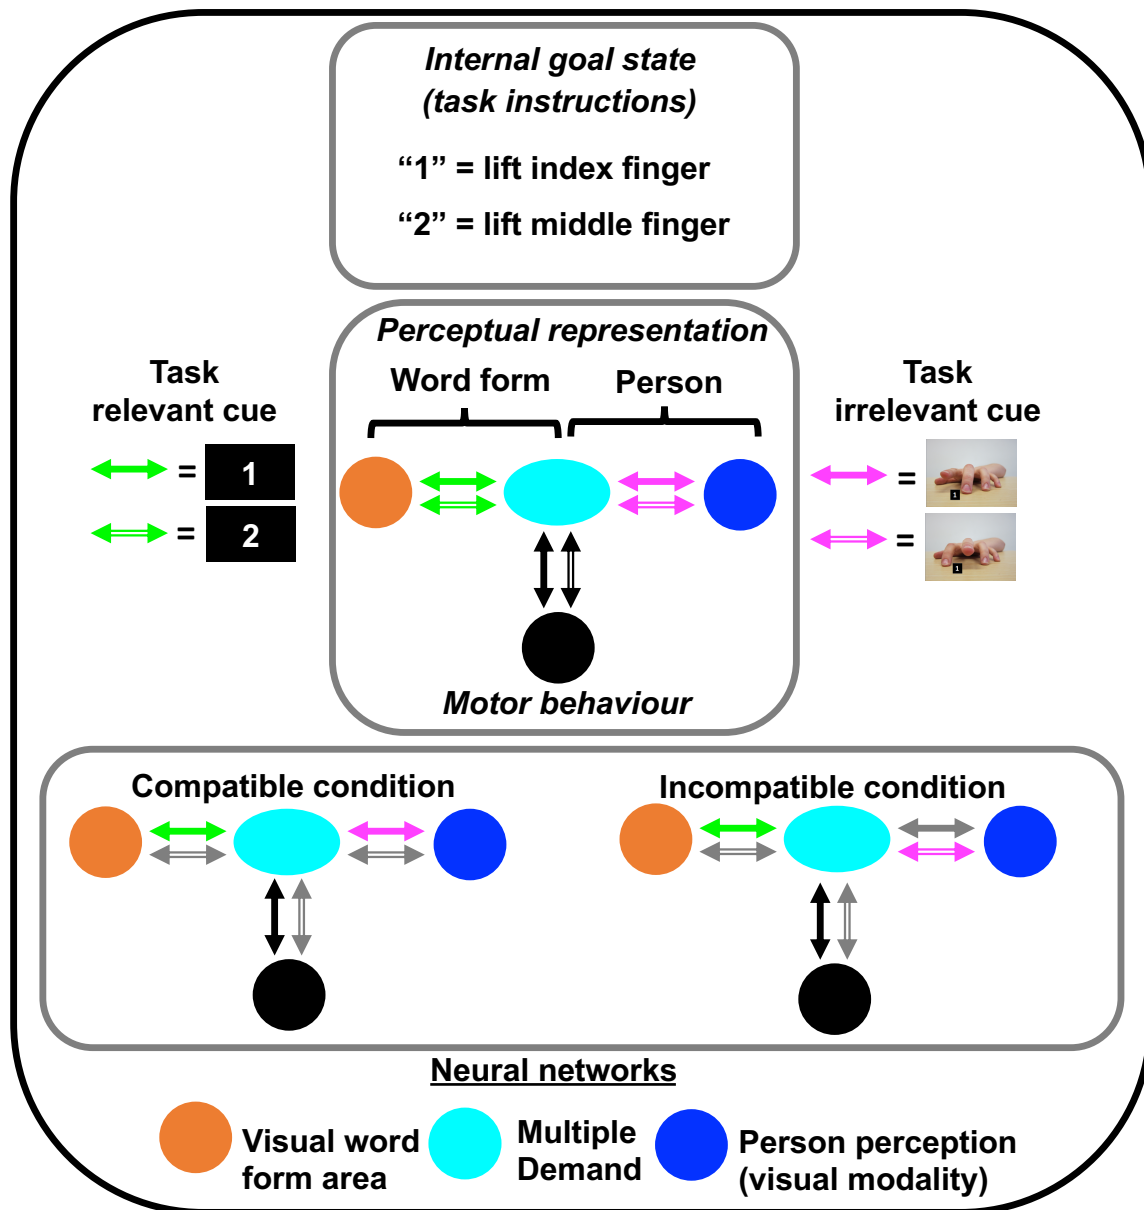 Internal goal state
(task instructions)
“1” = lift index finger
“2” = lift middle finger
Perceptual representation
Word form
Person
Task
relevant cue
= 1
= 2
Task
irrelevant cue
= 1
= 1
Motor behaviour
Compatible condition
Incompatible condition
Neural networks
Visual word
form area
Multiple
Demand
Person perception
(visual modality)